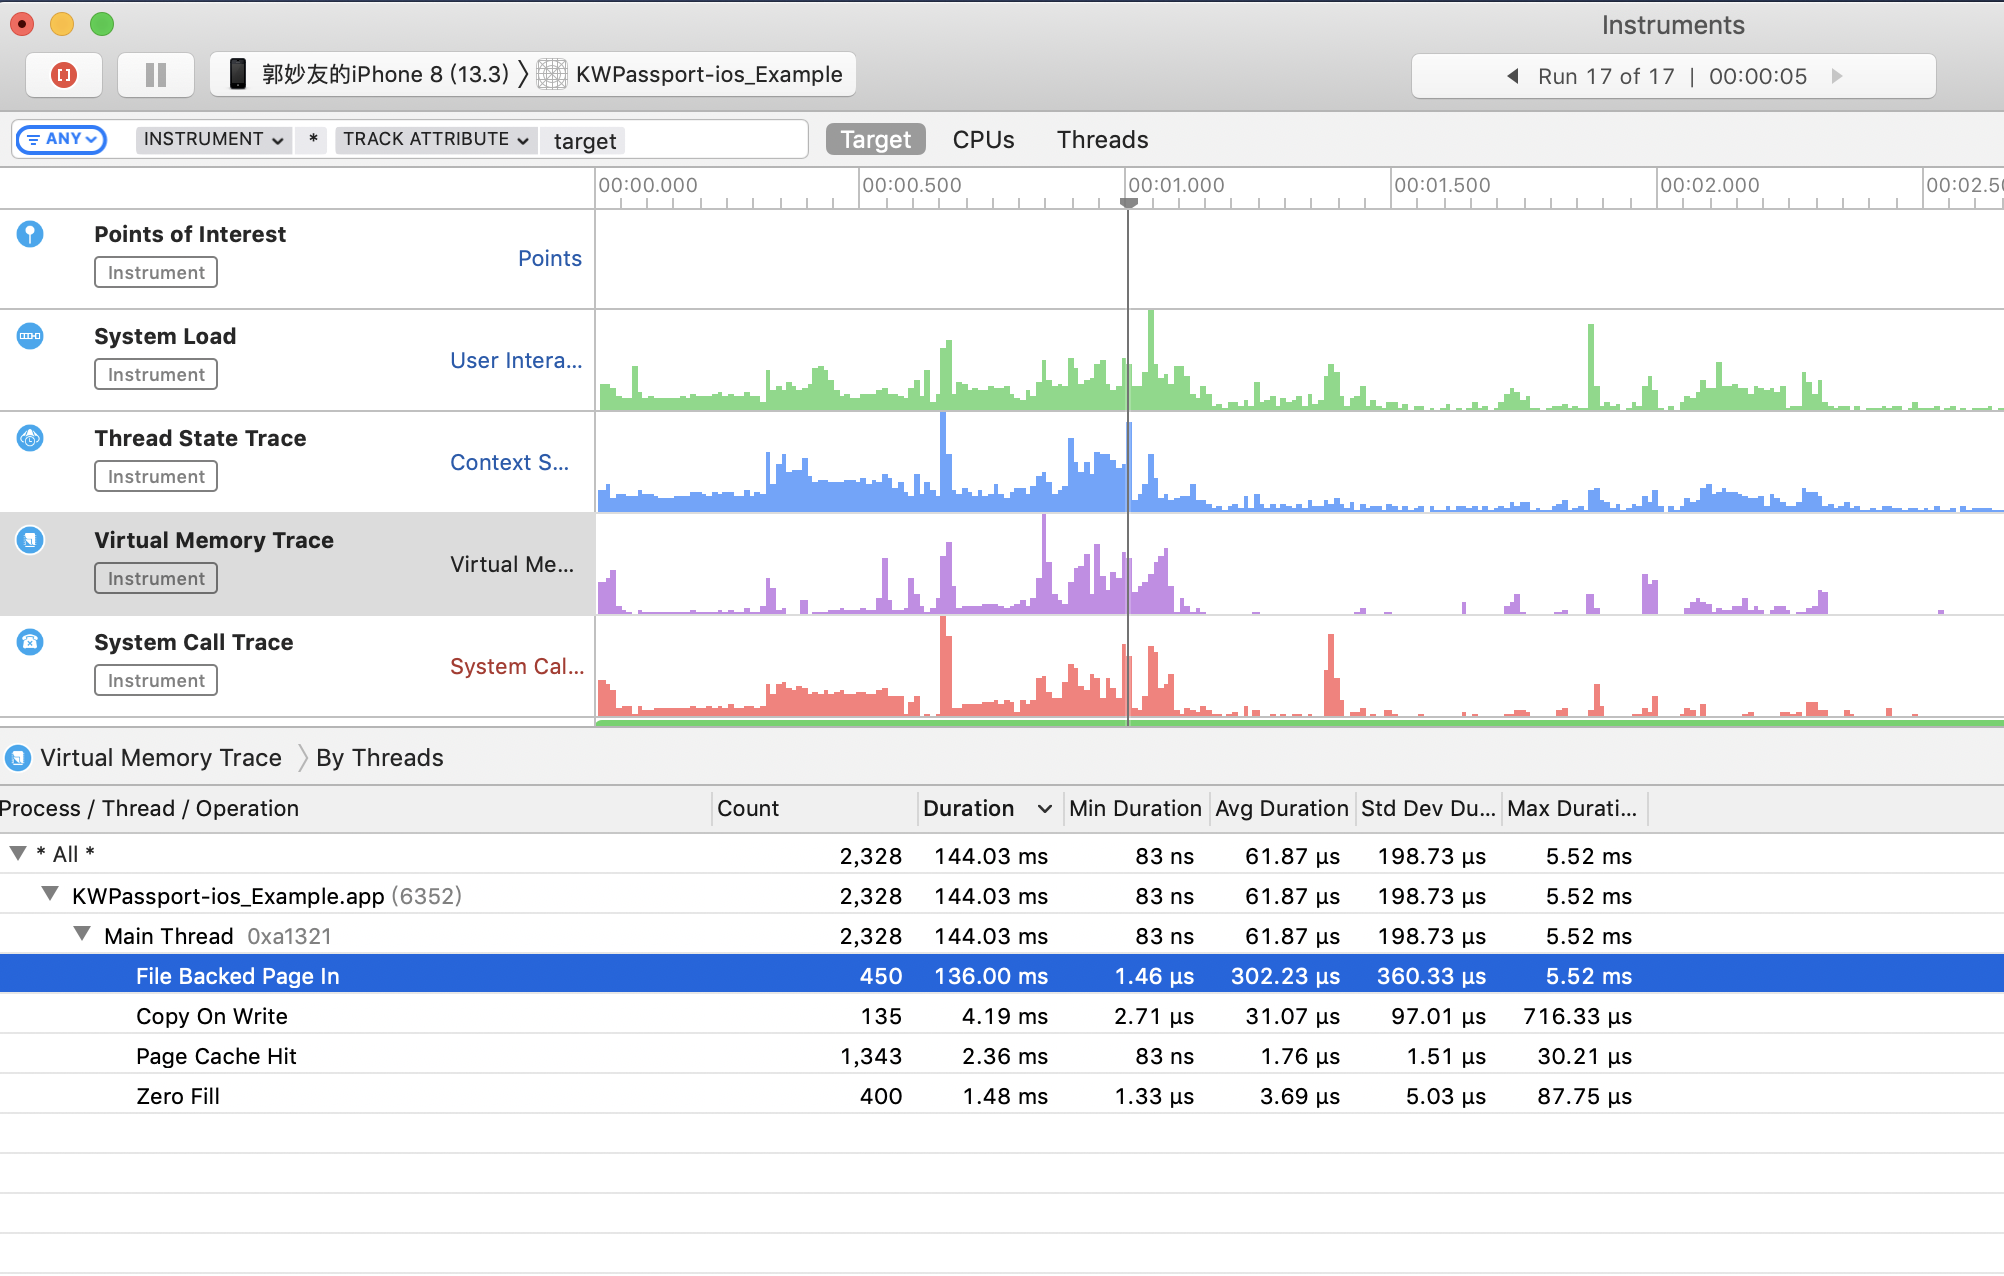 Instruments
郭妙友的iPhone 8 (13.3) KWPassport-ios_Example
Run 17 of 17 | 00:00:05
ANY INSTRUMENT * TRACK ATTRIBUTE target Target CPUs Threads
00:00.000 00:00.500 00:01.000 00:01.500 00:02.000 00:02.50
Points of Interest
Points
Instrument
System Load
User Intera...
Instrument
Thread State Trace
Context S...
Instrument
Virtual Memory Trace
Virtual Me...
Instrument
System Call Trace
System Cal...
Instrument
Virtual Memory Trace By Threads
Process / Thread / Operation Count Duration Min Duration Avg Duration Std Dev Du... Max Durati...
* All * 2,328 144.03 ms 83 ns 61.87 µs 198.73 µs 5.52 ms
KWPassport-ios_Example.app (6352) 2,328 144.03 ms 83 ns 61.87 µs 198.73 µs 5.52 ms
Main Thread 0xa1321 2,328 144.03 ms 83 ns 61.87 µs 198.73 µs 5.52 ms
File Backed Page In 450 136.00 ms 1.46 µs 302.23 µs 360.33 µs 5.52 ms
Copy On Write 135 4.19 ms 2.71 µs 31.07 µs 97.01 µs 716.33 µs
Page Cache Hit 1,343 2.36 ms 83 ns 1.76 µs 1.51 µs 30.21 µs
Zero Fill 400 1.48 ms 1.33 µs 3.69 µs 5.03 µs 87.75 µs